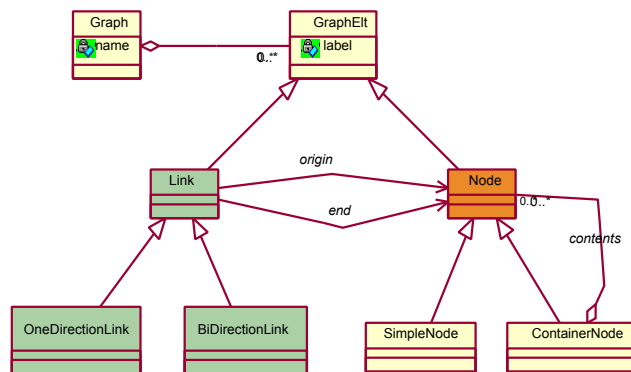 Graph
GraphElt
name
label
0..*
origin
Link
Node
end
0..*
contents
OneDirectionLink
BiDirectionLink
SimpleNode
ContainerNode